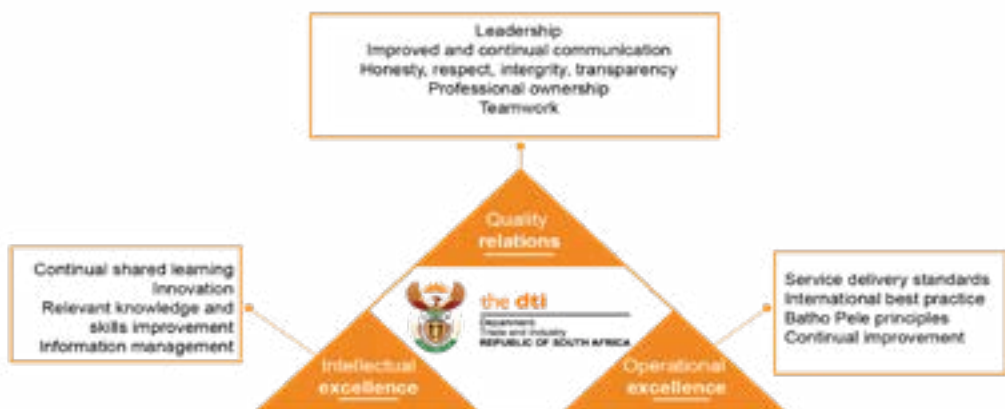 Leadership
Improved and continual communication
Honesty, respect, intergrity, transparency
Professional ownership
Teamwork
Quality
relations
Continual shared learning
Innovation
Relevant knowledge and
skills improvement
Information management
the dti
Department:
Trade and Industry
REPUBLIC OF SOUTH AFRICA
Service delivery standards
International best practice
Batho Pele principles
Continual improvement
Intellectual
excellence
Operational
excellence